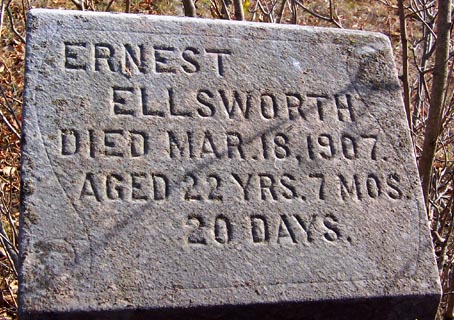 ERNEST
ELLSWORTH
DIED MAR. 18, 1907.
AGED 22 YRS. 7 MOS.
20 DAYS.